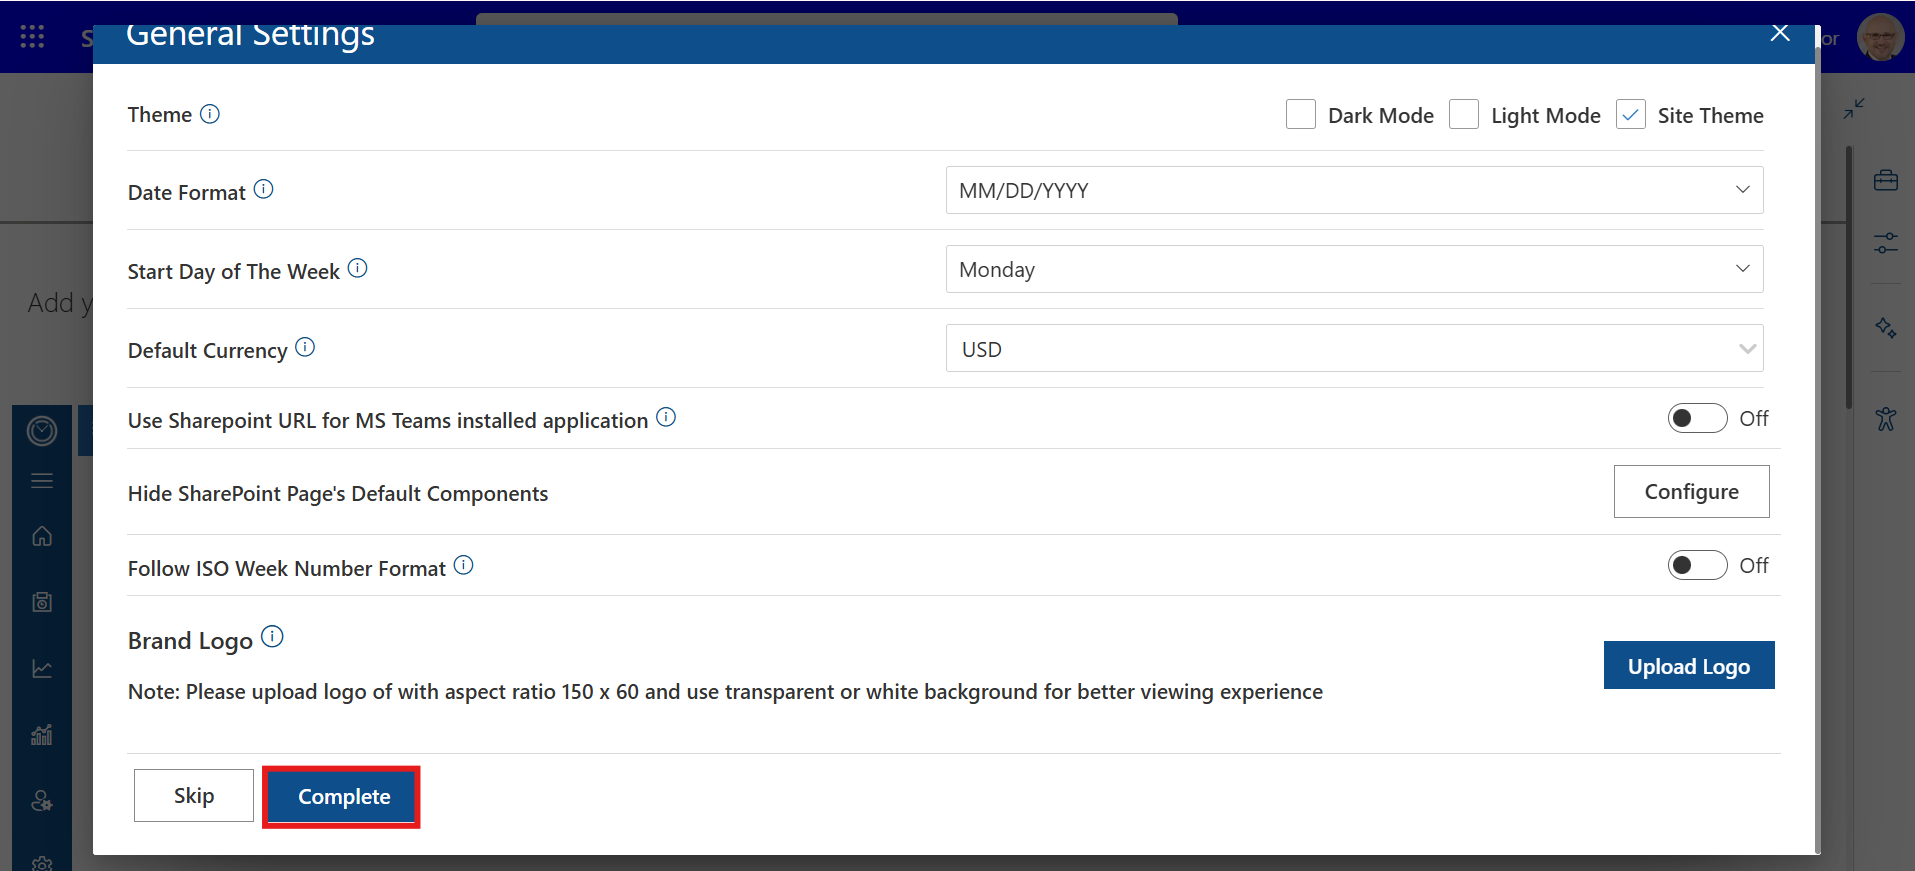 General Settings
S
or
Theme
Dark Mode
Light Mode
Site Theme
Date Format
MM/DD/YYYY
Start Day of The Week
Monday
Add y
Default Currency
USD
Use Sharepoint URL for MS Teams installed application
Off
Hide SharePoint Page's Default Components
Configure
Follow ISO Week Number Format
Off
Brand Logo
Upload Logo
Note: Please upload logo of with aspect ratio 150 x 60 and use transparent or white background for better viewing experience
Skip
Complete